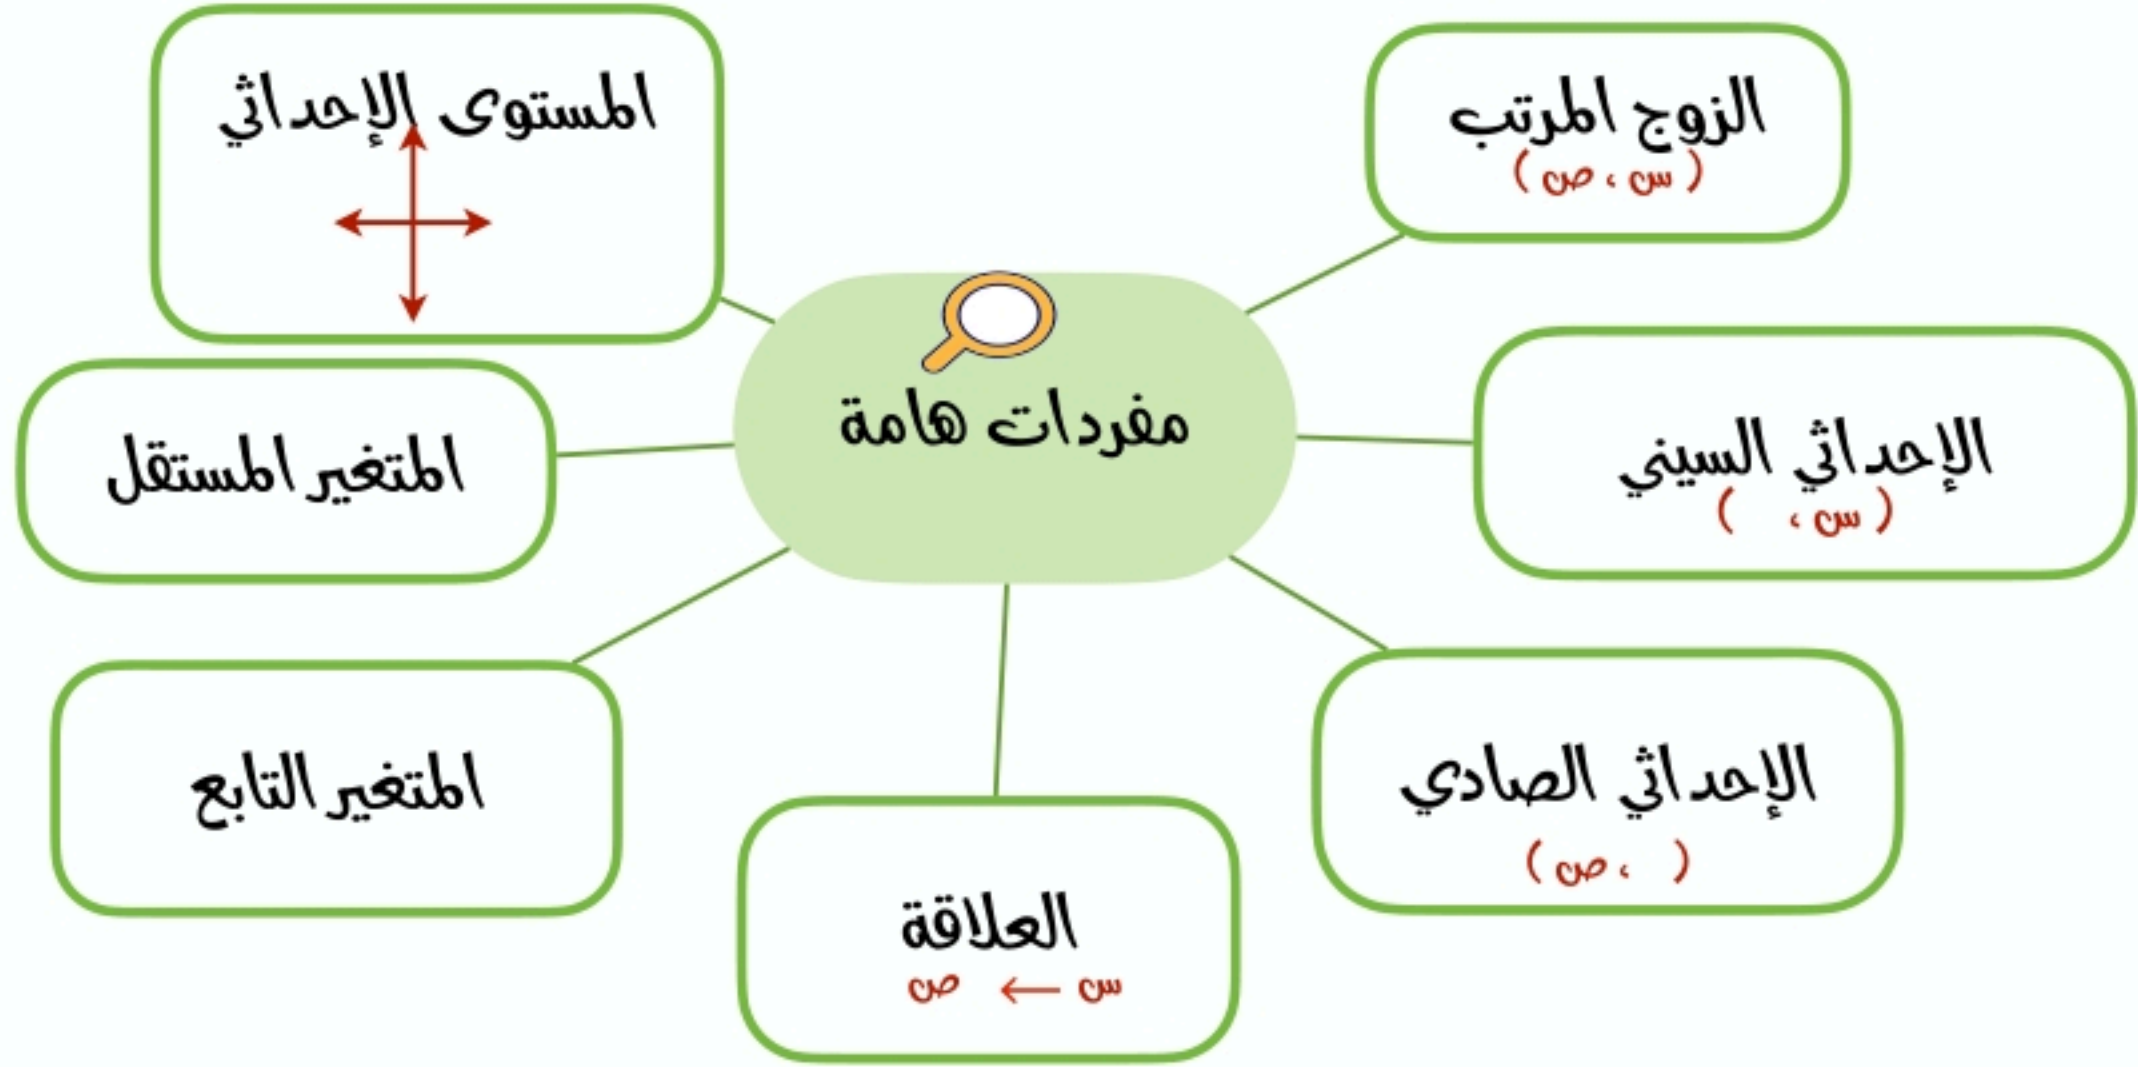 مفردات هامة
الزوج المرتب
( س ، ص )
الإحداثي السيني
( س ، )
الإحداثي الصادي
( ، ص )
العلاقة
س ← ص
المتغير التابع
المتغير المستقل
المستوى الإحداثي